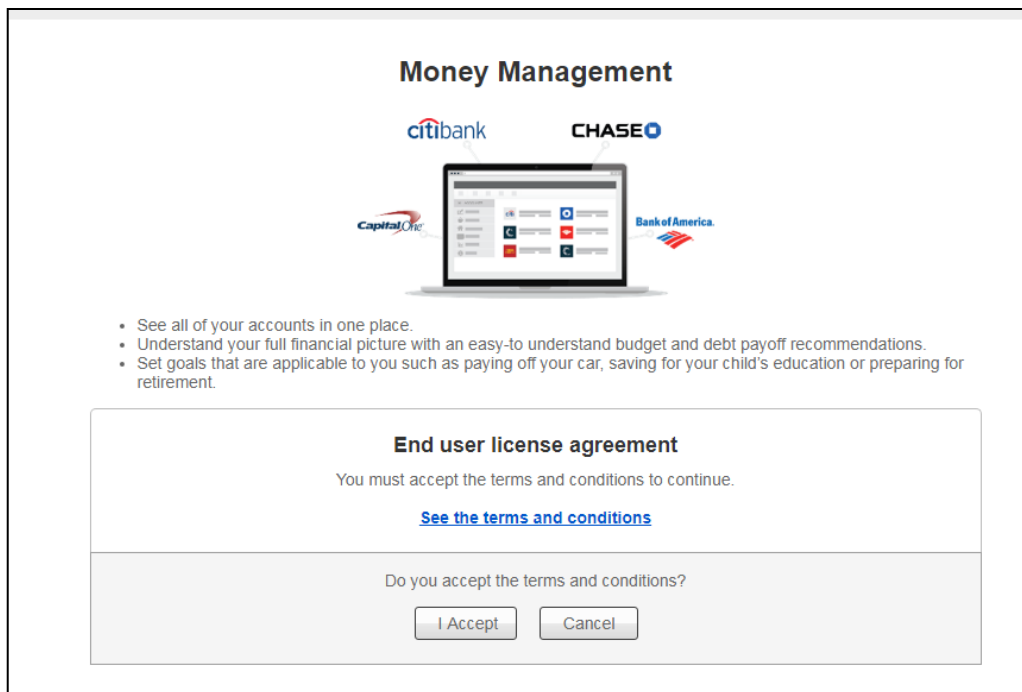 Money Management
citibank
CHASE
CapitalOne
Bank of America.
• See all of your accounts in one place.
• Understand your full financial picture with an easy-to understand budget and debt payoff recommendations.
• Set goals that are applicable to you such as paying off your car, saving for your child's education or preparing for
retirement.
End user license agreement
You must accept the terms and conditions to continue.
See the terms and conditions
Do you accept the terms and conditions?
I Accept
Cancel